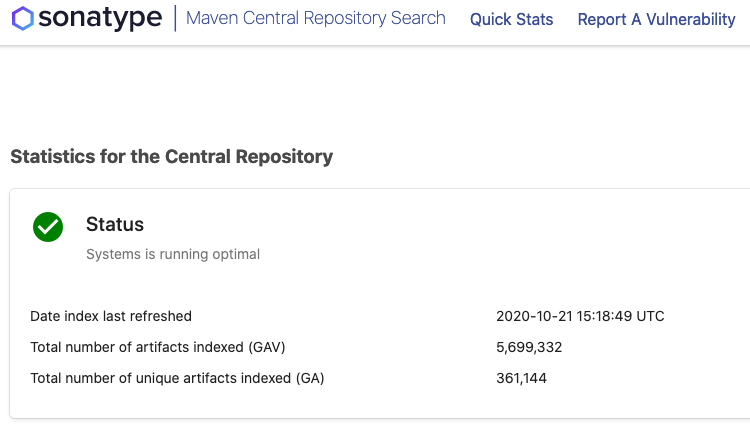 sonatype | Maven Central Repository Search Quick Stats Report A Vulnerability
Statistics for the Central Repository
Status
Systems is running optimal
Date index last refreshed 2020-10-21 15:18:49 UTC
Total number of artifacts indexed (GAV) 5,699,332
Total number of unique artifacts indexed (GA) 361,144